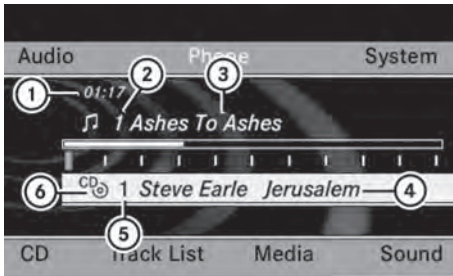 Audio Phone System
1 01:17 2 3
1 Ashes To Ashes
6 CD 1 Steve Earle Jerusalem 4
5
CD Track List Media Sound